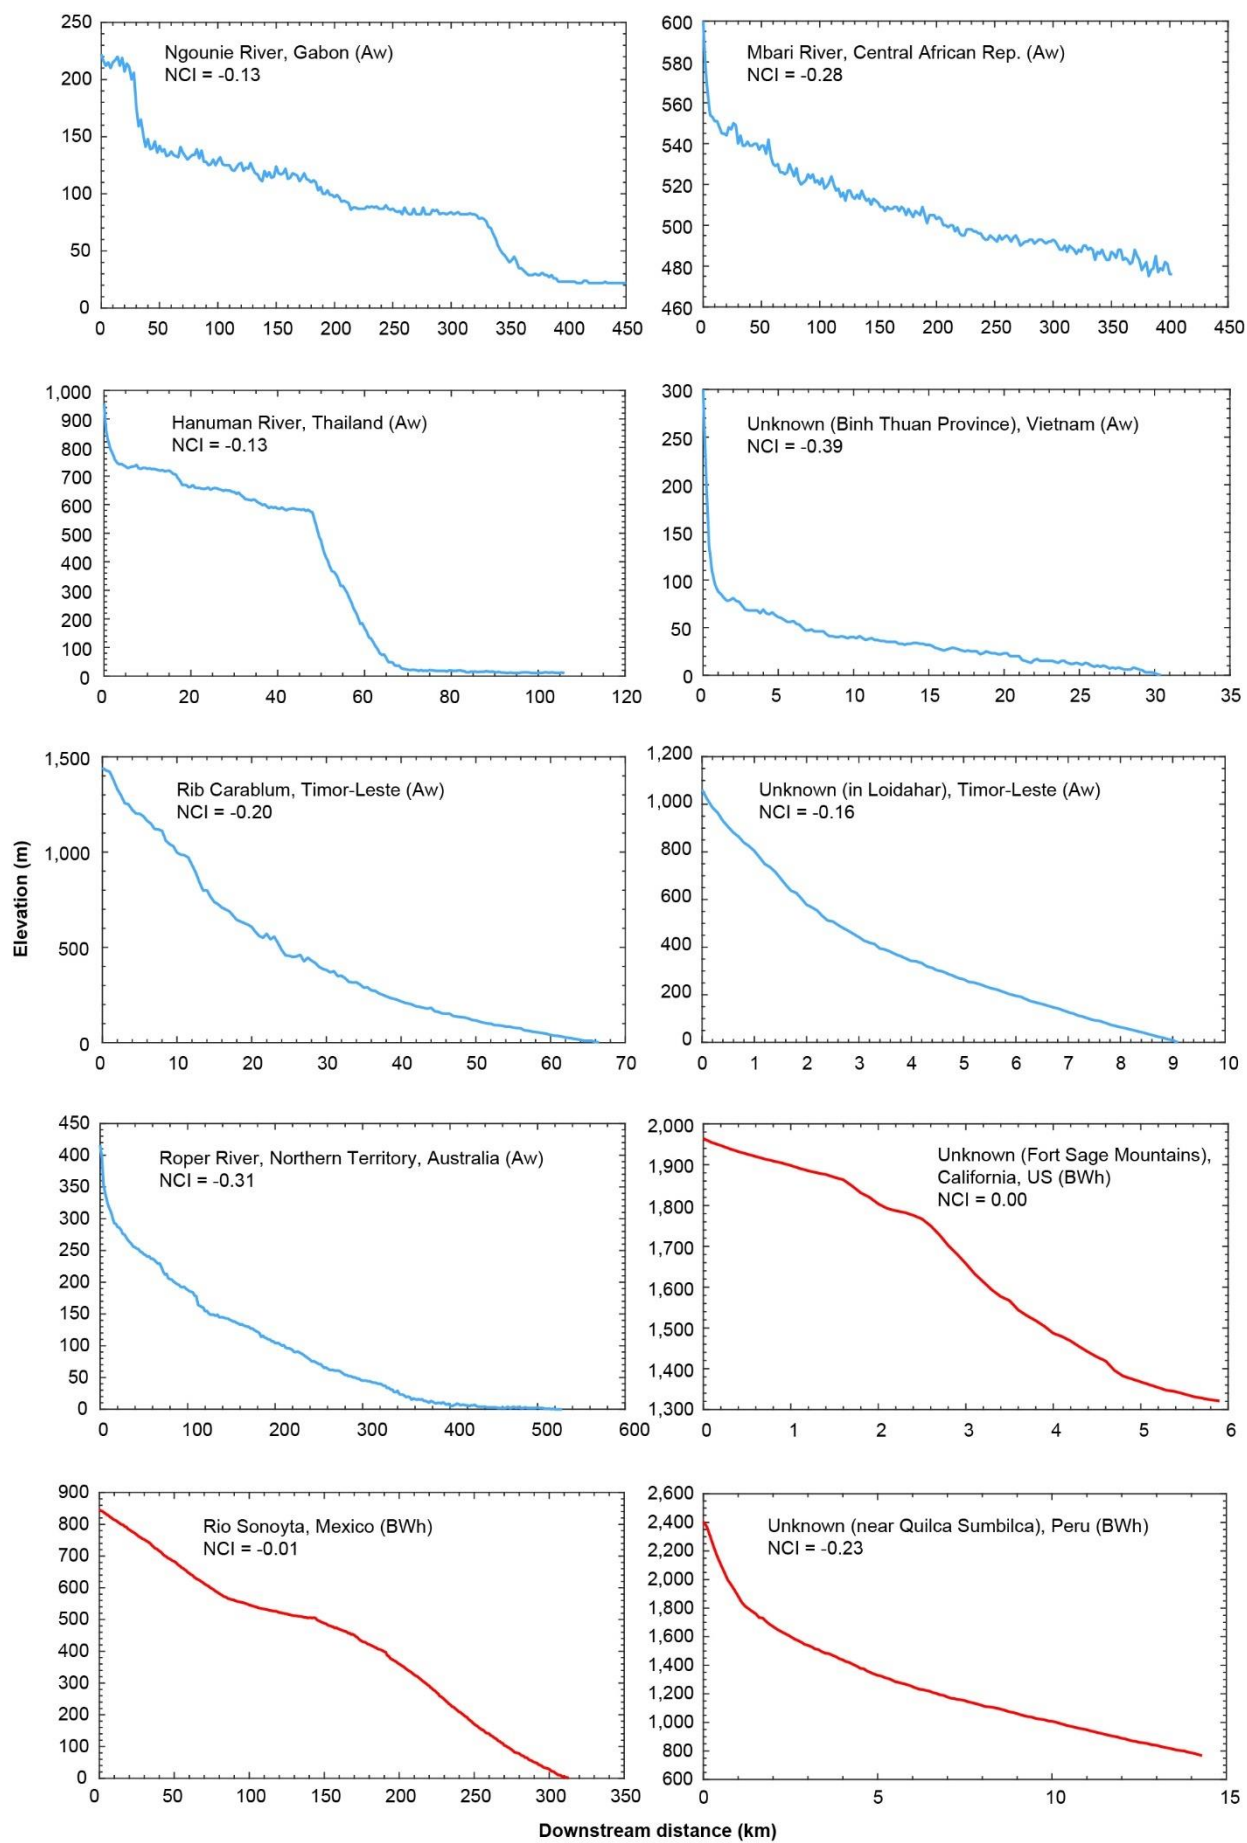 Ngounie River, Gabon (Aw)
NCI = -0.13
250
200
150
100
50
0
0 50 100 150 200 250 300 350 400 450
Mbari River, Central African Rep. (Aw)
NCI = -0.28
600
580
560
540
520
500
480
460
0 50 100 150 200 250 300 350 400 450
Hanuman River, Thailand (Aw)
NCI = -0.13
1,000
900
800
700
600
500
400
300
200
100
0
0 20 40 60 80 100 120
Unknown (Binh Thuan Province), Vietnam (Aw)
NCI = -0.39
300
250
200
150
100
50
0
0 5 10 15 20 25 30 35
Rib Carablum, Timor-Leste (Aw)
NCI = -0.20
1,500
1,000
500
0
0 10 20 30 40 50 60 70
Unknown (in Loidahar), Timor-Leste (Aw)
NCI = -0.16
1,200
1,000
800
600
400
200
0
0 1 2 3 4 5 6 7 8 9 10
Elevation (m)
Roper River, Northern Territory, Australia (Aw)
NCI = -0.31
450
400
350
300
250
200
150
100
50
0
0 100 200 300 400 500 600
Unknown (Fort Sage Mountains),
California, US (BWh)
NCI = 0.00
2,000
1,900
1,800
1,700
1,600
1,500
1,400
1,300
0 1 2 3 4 5 6
Rio Sonoyta, Mexico (BWh)
NCI = -0.01
900
800
700
600
500
400
300
200
100
0
0 50 100 150 200 250 300 350
Unknown (near Quilca Sumbilca), Peru (BWh)
NCI = -0.23
2,600
2,400
2,200
2,000
1,800
1,600
1,400
1,200
1,000
800
600
0 5 10 15
Downstream distance (km)